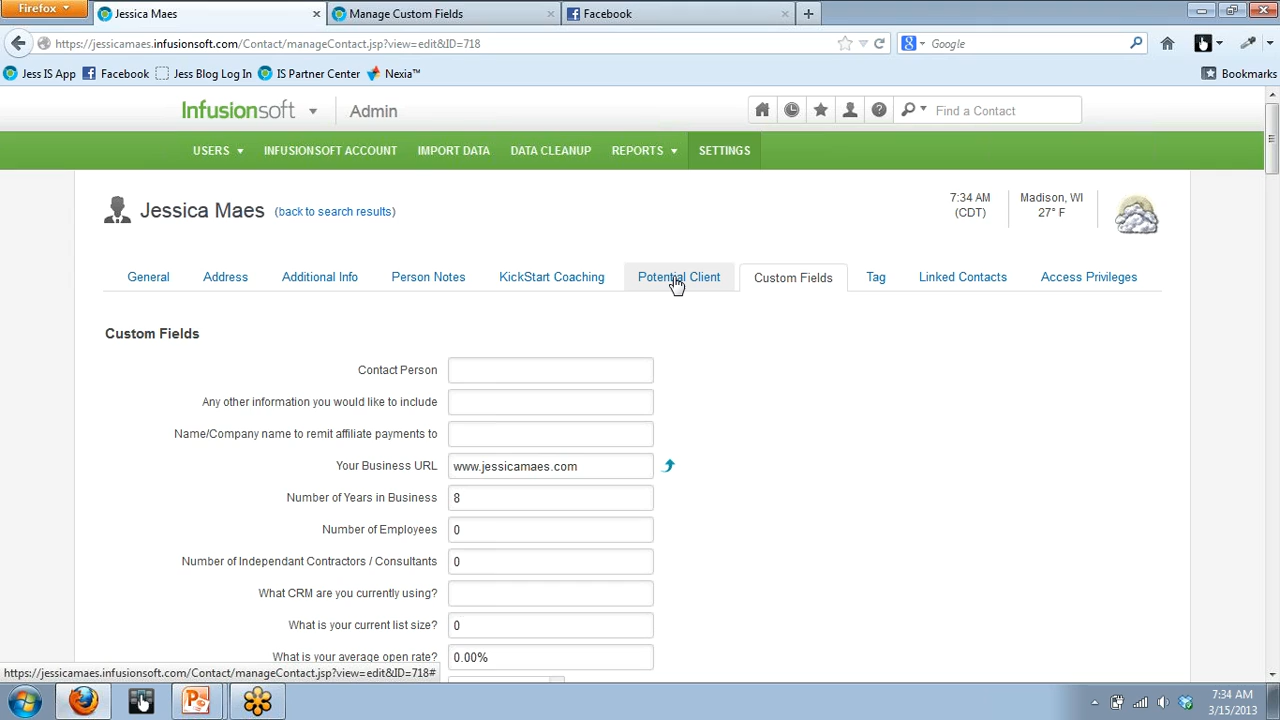 Firefox
Jessica Maes
Manage Custom Fields
Facebook
https://jessicamaes.infusionsoft.com/Contact/manageContact.jsp?view=edit&ID=718
Google
Jess IS App
Facebook
Jess Blog Log In
IS Partner Center
Nexia™
Bookmarks
Infusionsoft
Admin
Find a Contact
USERS
INFUSIONSOFT ACCOUNT
IMPORT DATA
DATA CLEANUP
REPORTS
SETTINGS
Jessica Maes (back to search results)
7:34 AM
(CDT)
Madison, WI
27° F
General
Address
Additional Info
Person Notes
KickStart Coaching
Potential Client
Custom Fields
Tag
Linked Contacts
Access Privileges
Custom Fields
Contact Person
Any other information you would like to include
Name/Company name to remit affiliate payments to
Your Business URL www.jessicamaes.com
Number of Years in Business 8
Number of Employees 0
Number of Independant Contractors / Consultants 0
What CRM are you currently using?
What is your current list size? 0
What is your average open rate? 0.00%
https://jessicamaes.infusionsoft.com/Contact/manageContact.jsp?view=edit&ID=718#
7:34 AM
3/15/2013